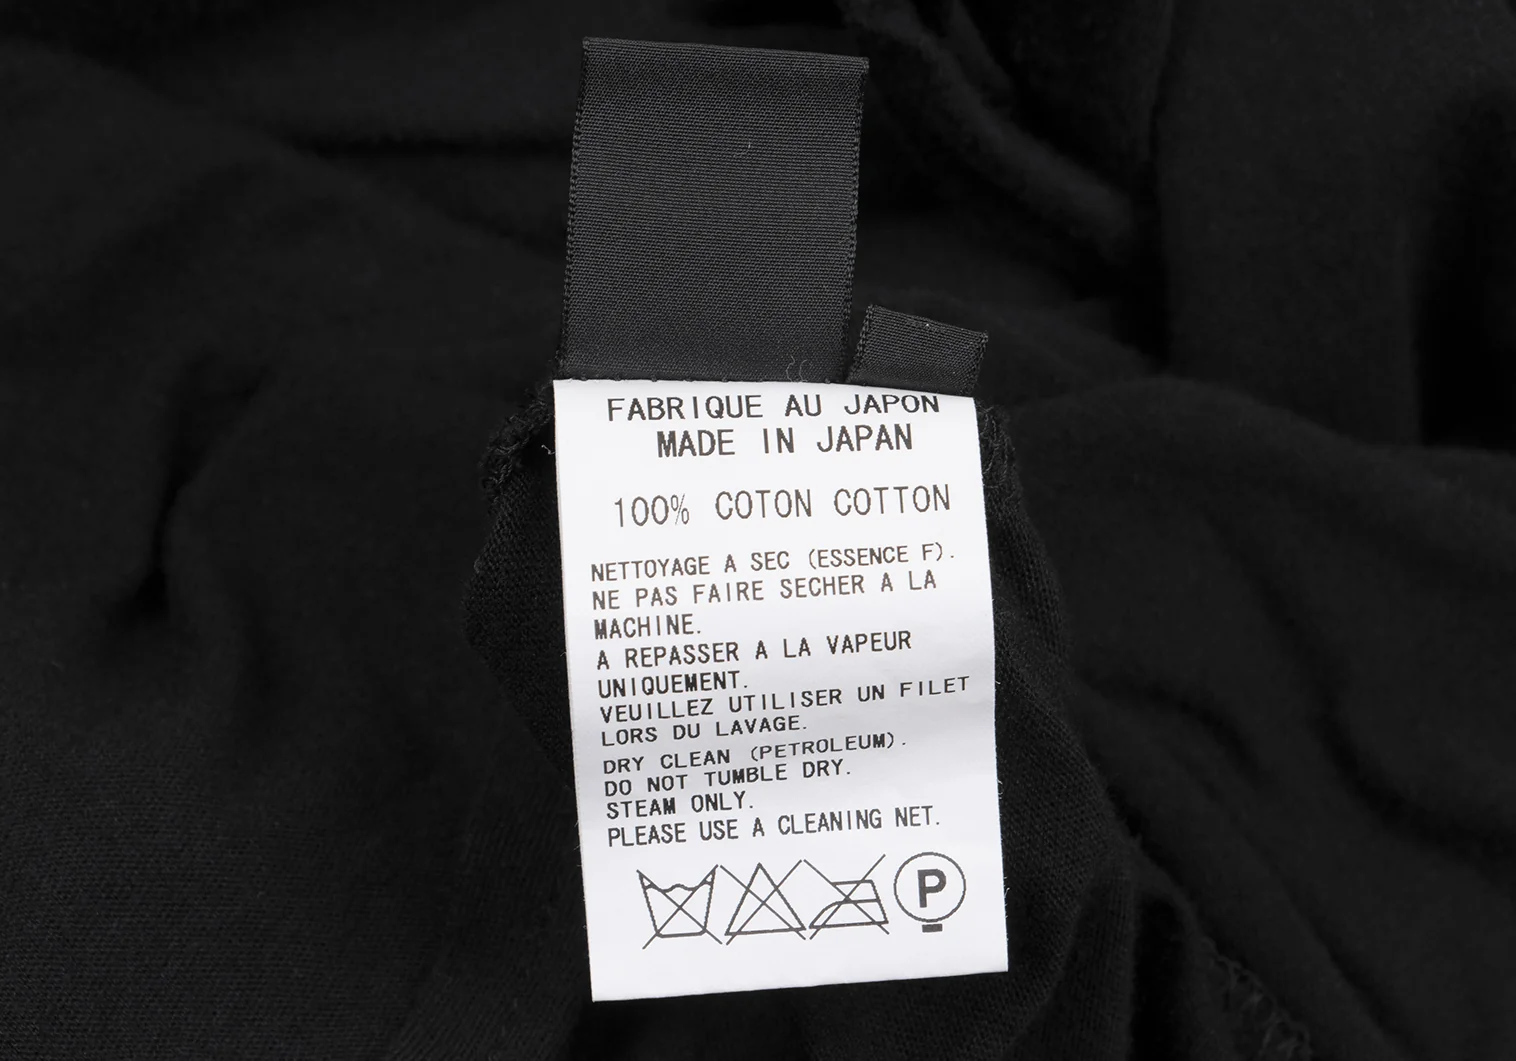 FABRIQUE AU JAPON
MADE IN JAPAN
100% COTON COTTON
NETTOYAGE A SEC (ESSENCE F).
NE PAS FAIRE SECHER A LA
MACHINE.
A REPASSER A LA VAPEUR
UNIQUEMENT.
VEUILLEZ UTILISER UN FILET
LORS DU LAVAGE.
DRY CLEAN (PETROLEUM).
DO NOT TUMBLE DRY.
STEAM ONLY.
PLEASE USE A CLEANING NET.
P